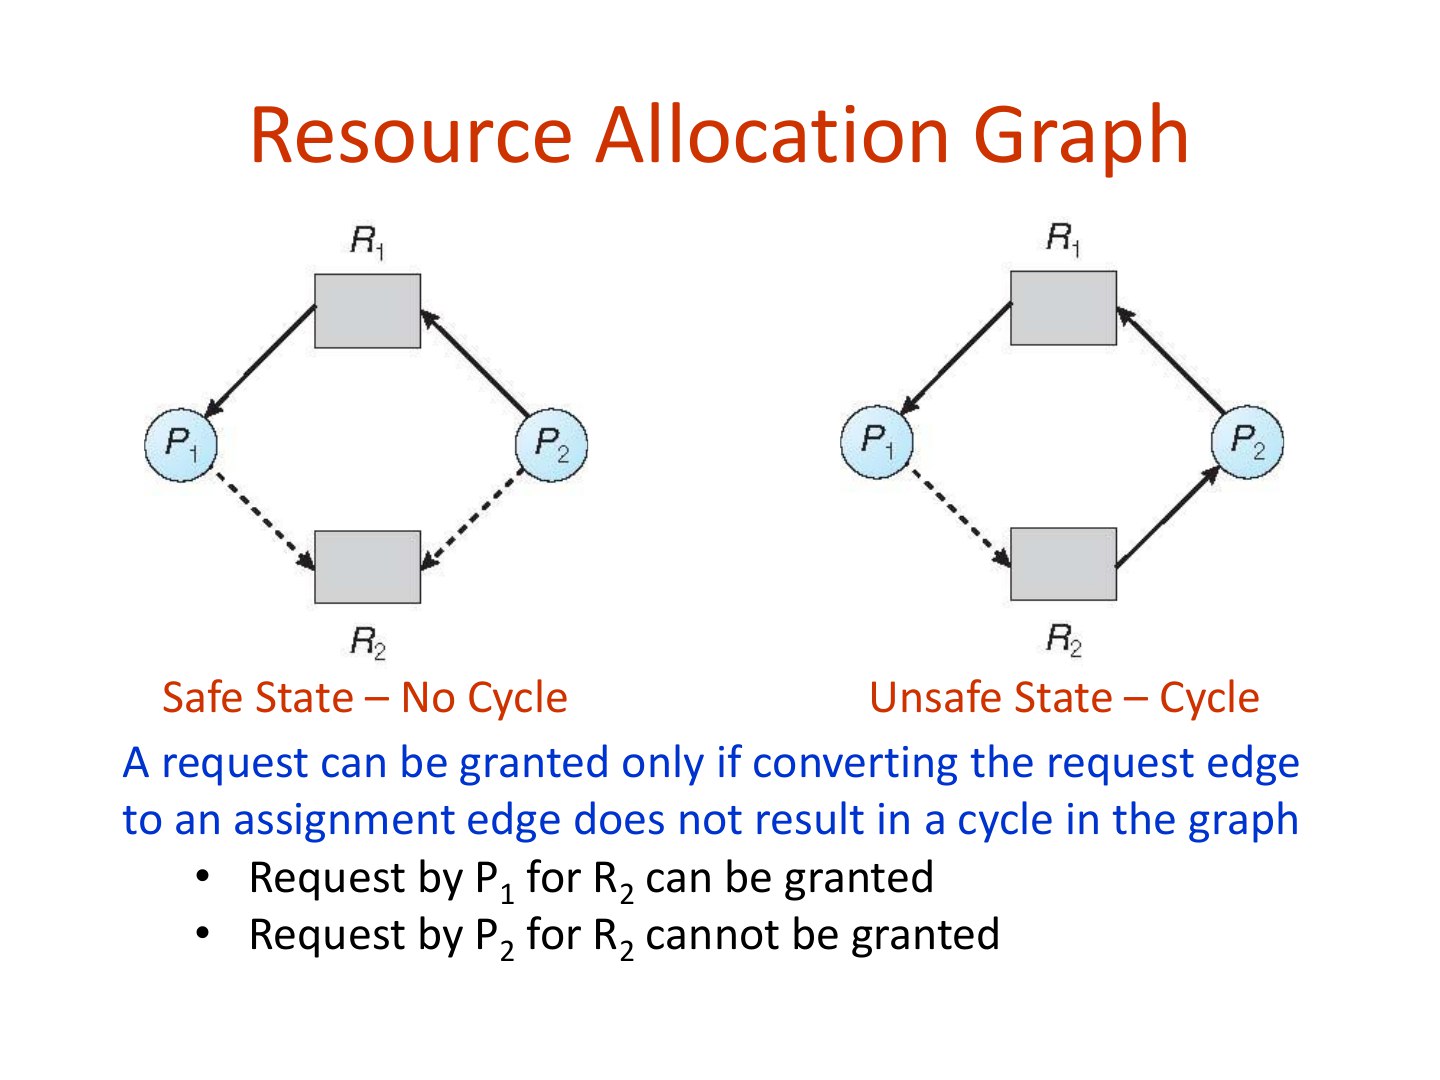 Resource Allocation Graph
R1 R1
P1 P2 P1 P2
R2 R2
Safe State – No Cycle Unsafe State – Cycle
A request can be granted only if converting the request edge
to an assignment edge does not result in a cycle in the graph
• Request by P1 for R2 can be granted
• Request by P2 for R2 cannot be granted